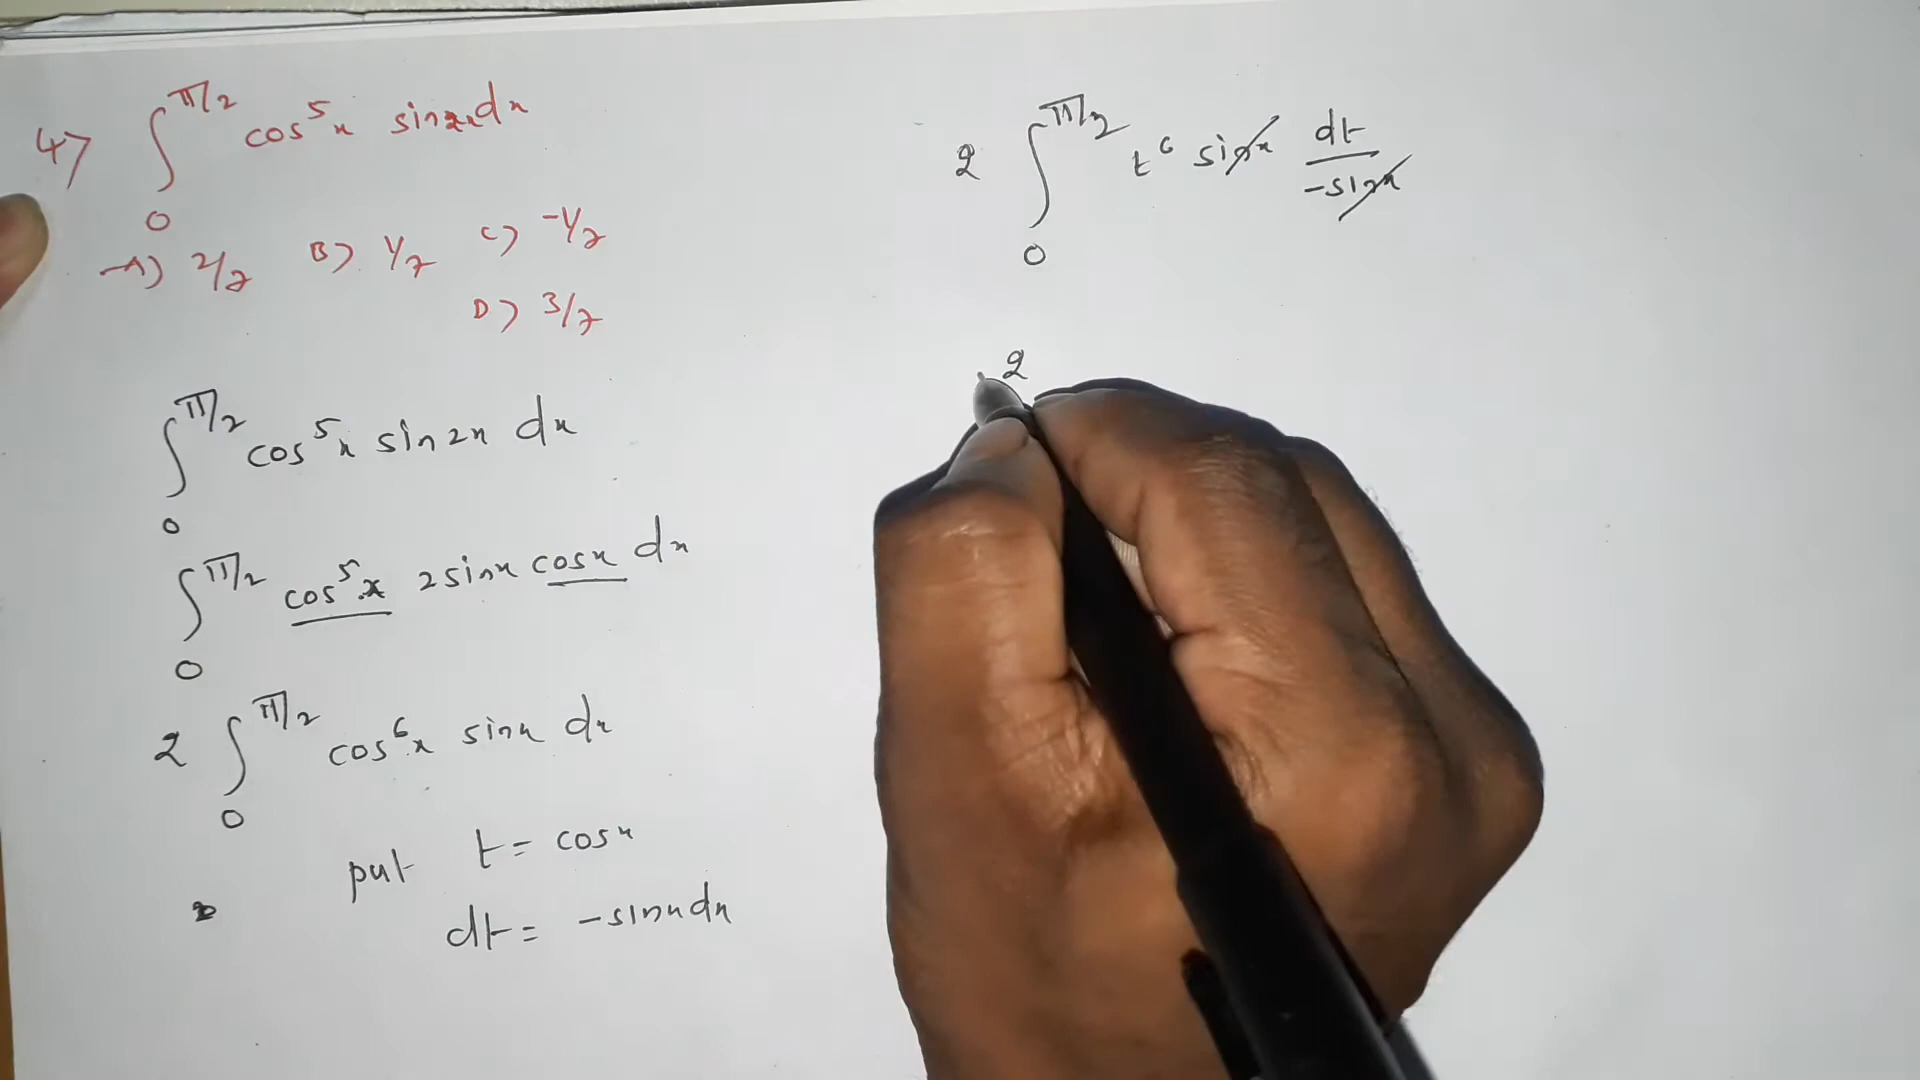 4) ∫₀^π/2 cos⁵x sin2x dx
A) 2/7 B) 1/7 C) -1/7
D) 3/7
∫₀^π/2 cos⁵x sin2x dx
∫₀^π/2 cos⁵x 2sinx cosx dx
2 ∫₀^π/2 cos⁶x sinx dx
put t = cosx
dt = -sinxdx
2 ∫₀^π/2 t⁶ sinx dt/-sinx
2